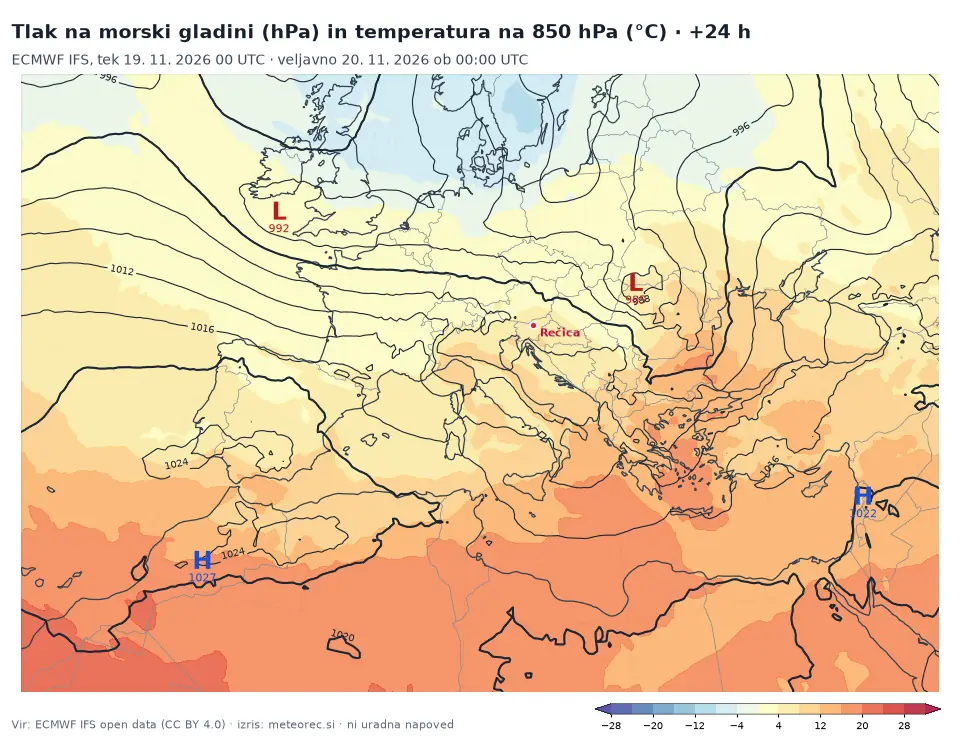 Tlak na morski gladini (hPa) in temperatura na 850 hPa (°C) · +24 h
ECMWF IFS, tek 19. 11. 2026 00 UTC · veljavno 20. 11. 2026 ob 00:00 UTC
996
996
L
992
1012
L
988
1016
Rečica
1024
1016
H
1022
1024
H
1027
1020
Vir: ECMWF IFS open data (CC BY 4.0) · izris: meteorec.si · ni uradna napoved
−28 −20 −12 −4 4 12 20 28